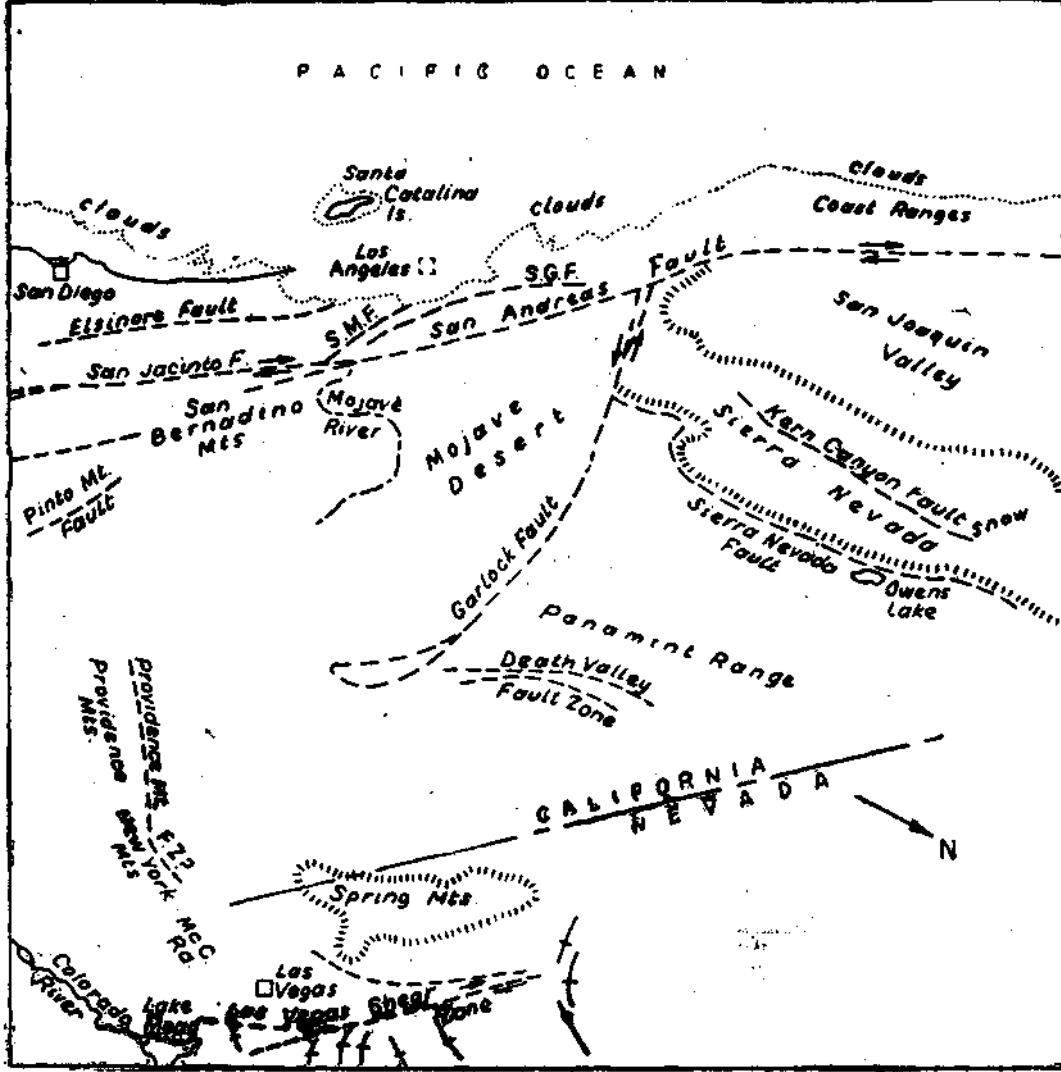 PACIFIC OCEAN
Santa
Catalina
Is.
clouds
clouds
clouds
Coast Ranges
Los
Angeles
San Diego
Elsinore Fault
S.M.F.
S.G.F.
San Andreas Fault
San Joaquin
Valley
San Jacinto F.
San
Bernadino
Mts
Mojave
River
Mojave
Desert
Pinto Mt.
Fault
Garlock Fault
Kern Canyon Fault
Sierra
Nevada
snow
Sierra Nevada
Fault
Owens
Lake
Panamint Range
Death Valley
Fault Zone
Providence Mt. F.Z?
Providence
Mts.
New York
Mts
McC
Ra
CALIFORNIA
NEVADA
N
Spring Mts
Colorado
River
Las
Vegas
Lake
Mead
Las Vegas Shear
Zone